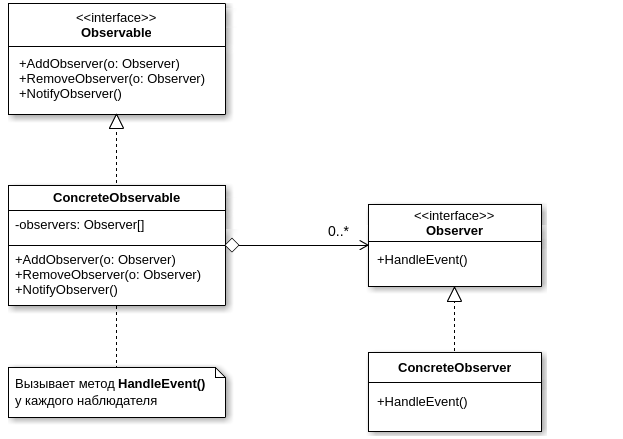 <<interface>>
Observable
+AddObserver(o: Observer)
+RemoveObserver(o: Observer)
+NotifyObserver()
ConcreteObservable
-observers: Observer[]
+AddObserver(o: Observer)
+RemoveObserver(o: Observer)
+NotifyObserver()
0..*
<<interface>>
Observer
+HandleEvent()
Вызывает метод HandleEvent()
у каждого наблюдателя
ConcreteObserver
+HandleEvent()